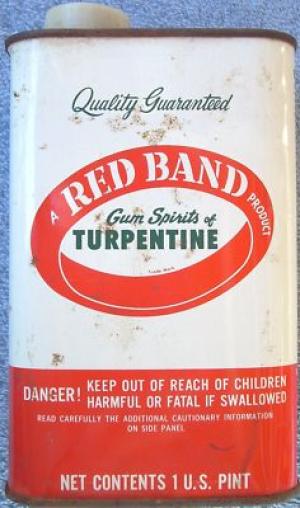 Quality Guaranteed
A RED BAND PRODUCT
Gum Spirits of
TURPENTINE
Trade Mark
DANGER! KEEP OUT OF REACH OF CHILDREN
HARMFUL OR FATAL IF SWALLOWED
READ CAREFULLY THE ADDITIONAL CAUTIONARY INFORMATION
ON SIDE PANEL
NET CONTENTS 1 U.S. PINT